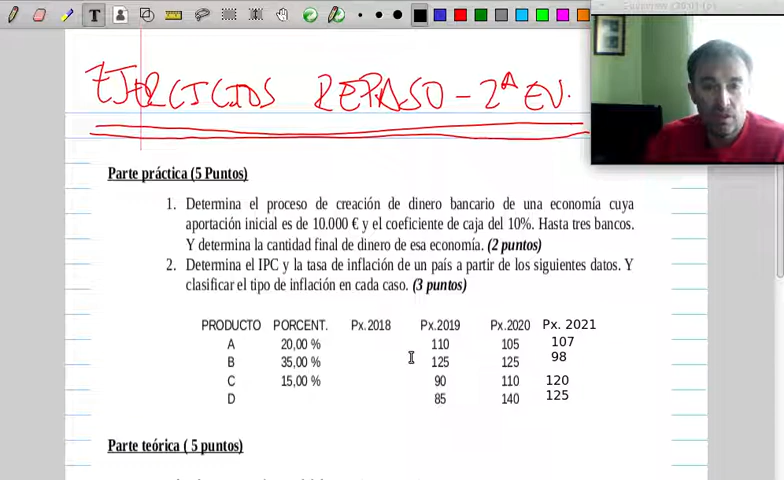 EJERCICIOS REPASO - 2ª EV.
Parte práctica (5 Puntos)
1. Determina el proceso de creación de dinero bancario de una economía cuya
aportación inicial es de 10.000 € y el coeficiente de caja del 10%. Hasta tres bancos.
Y determina la cantidad final de dinero de esa economía. (2 puntos)
2. Determina el IPC y la tasa de inflación de un país a partir de los siguientes datos. Y
clasificar el tipo de inflación en cada caso. (3 puntos)
PRODUCTO PORCENT. Px.2018 Px.2019 Px.2020 Px. 2021
A 20,00 % 110 105 107
B 35,00 % 125 125 98
C 15,00 % 90 110 120
D 85 140 125
Parte teórica ( 5 puntos)